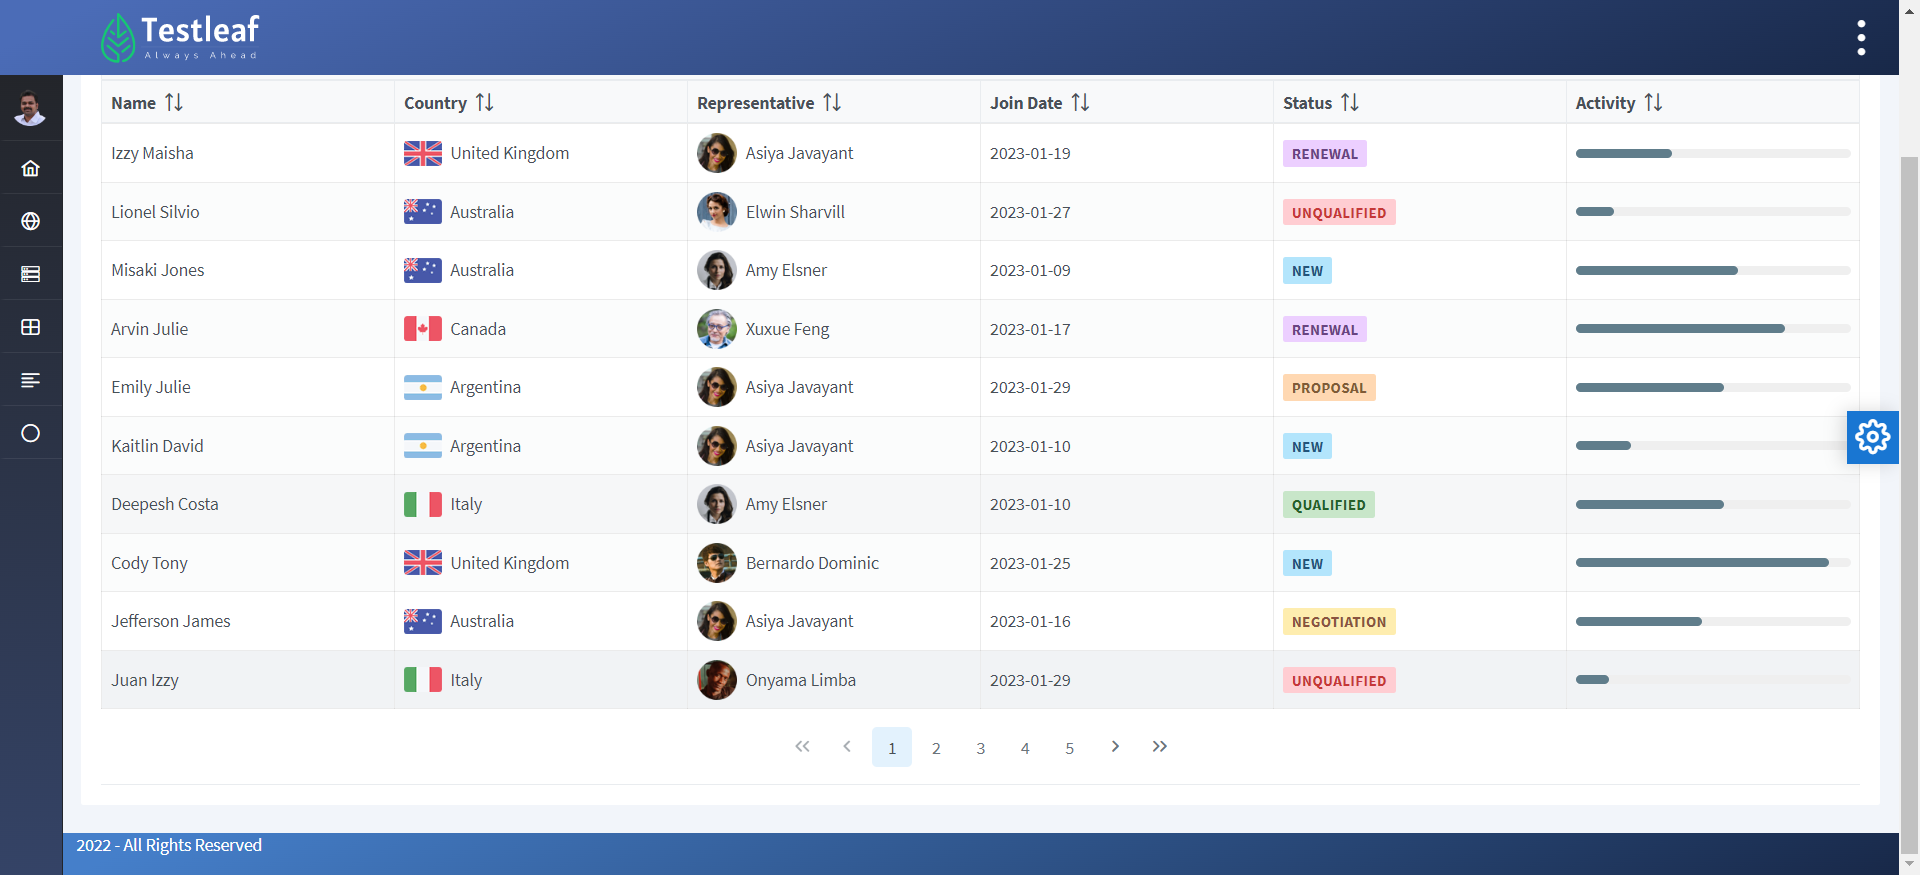 Testleaf
Always Ahead
Name Country Representative Join Date Status Activity
Izzy Maisha United Kingdom Asiya Javayant 2023-01-19 RENEWAL
Lionel Silvio Australia Elwin Sharvill 2023-01-27 UNQUALIFIED
Misaki Jones Australia Amy Elsner 2023-01-09 NEW
Arvin Julie Canada Xuxue Feng 2023-01-17 RENEWAL
Emily Julie Argentina Asiya Javayant 2023-01-29 PROPOSAL
Kaitlin David Argentina Asiya Javayant 2023-01-10 NEW
Deepesh Costa Italy Amy Elsner 2023-01-10 QUALIFIED
Cody Tony United Kingdom Bernardo Dominic 2023-01-25 NEW
Jefferson James Australia Asiya Javayant 2023-01-16 NEGOTIATION
Juan Izzy Italy Onyama Limba 2023-01-29 UNQUALIFIED
1 2 3 4 5
2022 - All Rights Reserved